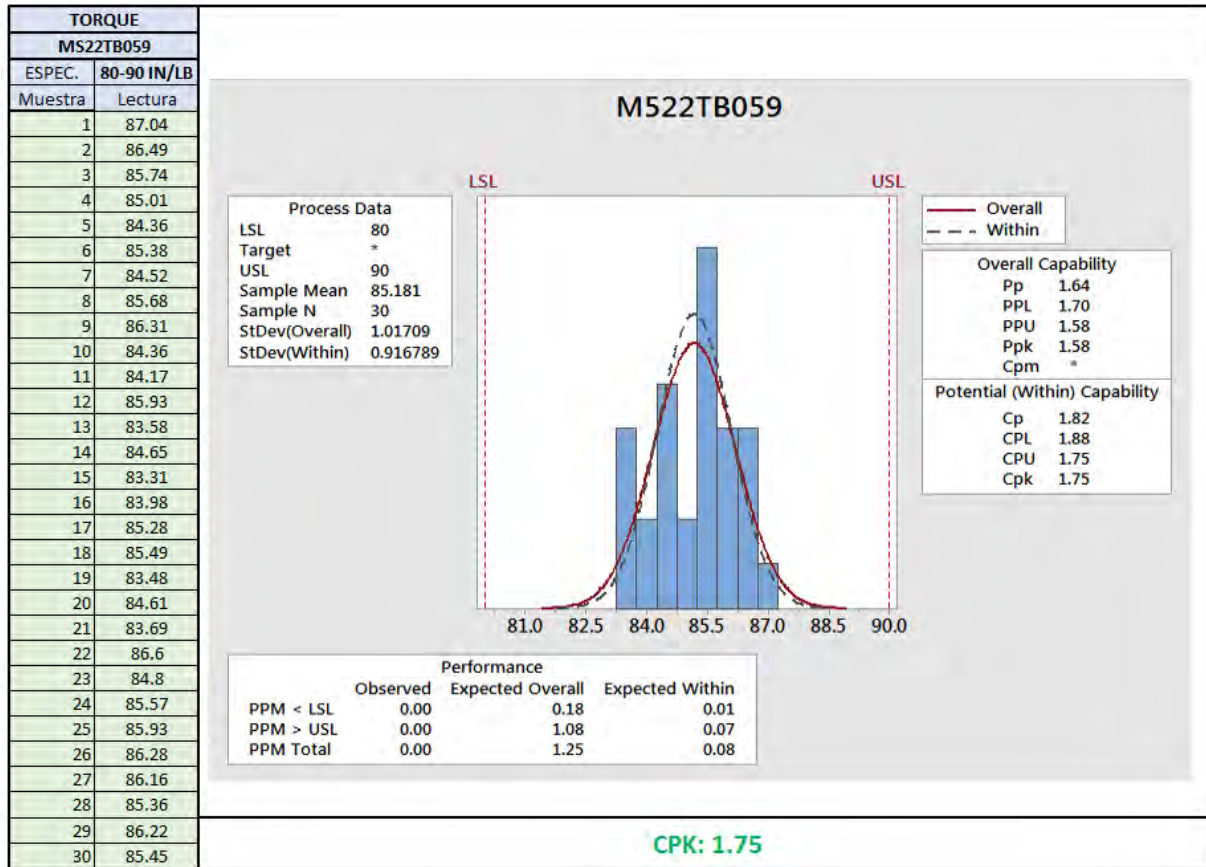 TORQUE
MS22TB059
ESPEC. 80-90 IN/LB
Muestra Lectura
1 87.04
2 86.49
3 85.74
4 85.01
5 84.36
6 85.38
7 84.52
8 85.68
9 86.31
10 84.36
11 84.17
12 85.93
13 83.58
14 84.65
15 83.31
16 83.98
17 85.28
18 85.49
19 83.48
20 84.61
21 83.69
22 86.6
23 84.8
24 85.57
25 85.93
26 86.28
27 86.16
28 85.36
29 86.22
30 85.45
M522TB059
LSL USL
Process Data
LSL 80
Target *
USL 90
Sample Mean 85.181
Sample N 30
StDev(Overall) 1.01709
StDev(Within) 0.916789
Overall
Within
Overall Capability
Pp 1.64
PPL 1.70
PPU 1.58
Ppk 1.58
Cpm *
Potential (Within) Capability
Cp 1.82
CPL 1.88
CPU 1.75
Cpk 1.75
81.0 82.5 84.0 85.5 87.0 88.5 90.0
Performance
Observed Expected Overall Expected Within
PPM < LSL 0.00 0.18 0.01
PPM > USL 0.00 1.08 0.07
PPM Total 0.00 1.25 0.08
CPK: 1.75